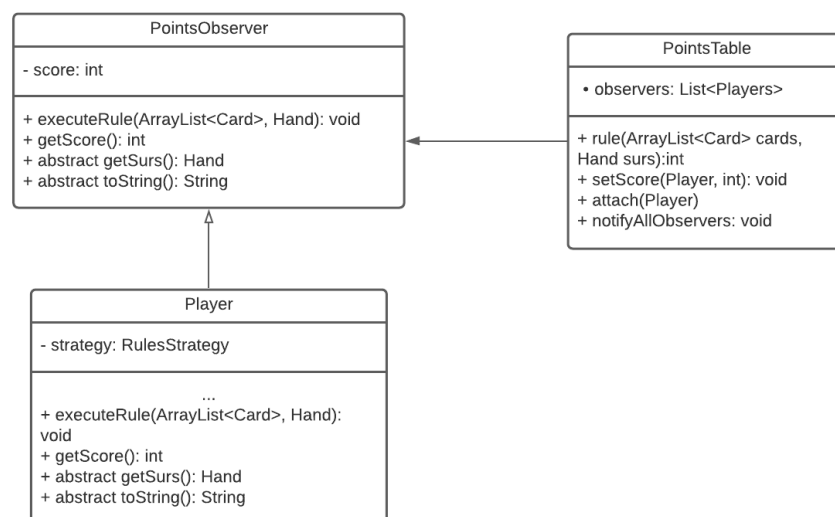 PointsObserver
- score: int
+ executeRule(ArrayList<Card>, Hand): void
+ getScore(): int
+ abstract getSurs(): Hand
+ abstract toString(): String
PointsTable
• observers: List<Players>
+ rule(ArrayList<Card> cards,
Hand surs):int
+ setScore(Player, int): void
+ attach(Player)
+ notifyAllObservers: void
Player
- strategy: RulesStrategy
...
+ executeRule(ArrayList<Card>, Hand):
void
+ getScore(): int
+ abstract getSurs(): Hand
+ abstract toString(): String